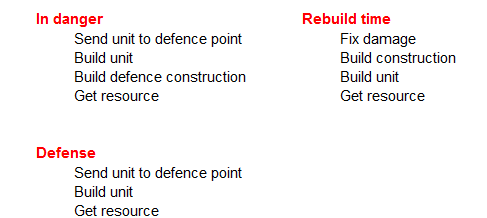 In danger
Send unit to defence point
Build unit
Build defence construction
Get resource
Rebuild time
Fix damage
Build construction
Build unit
Get resource
Defense
Send unit to defence point
Build unit
Get resource